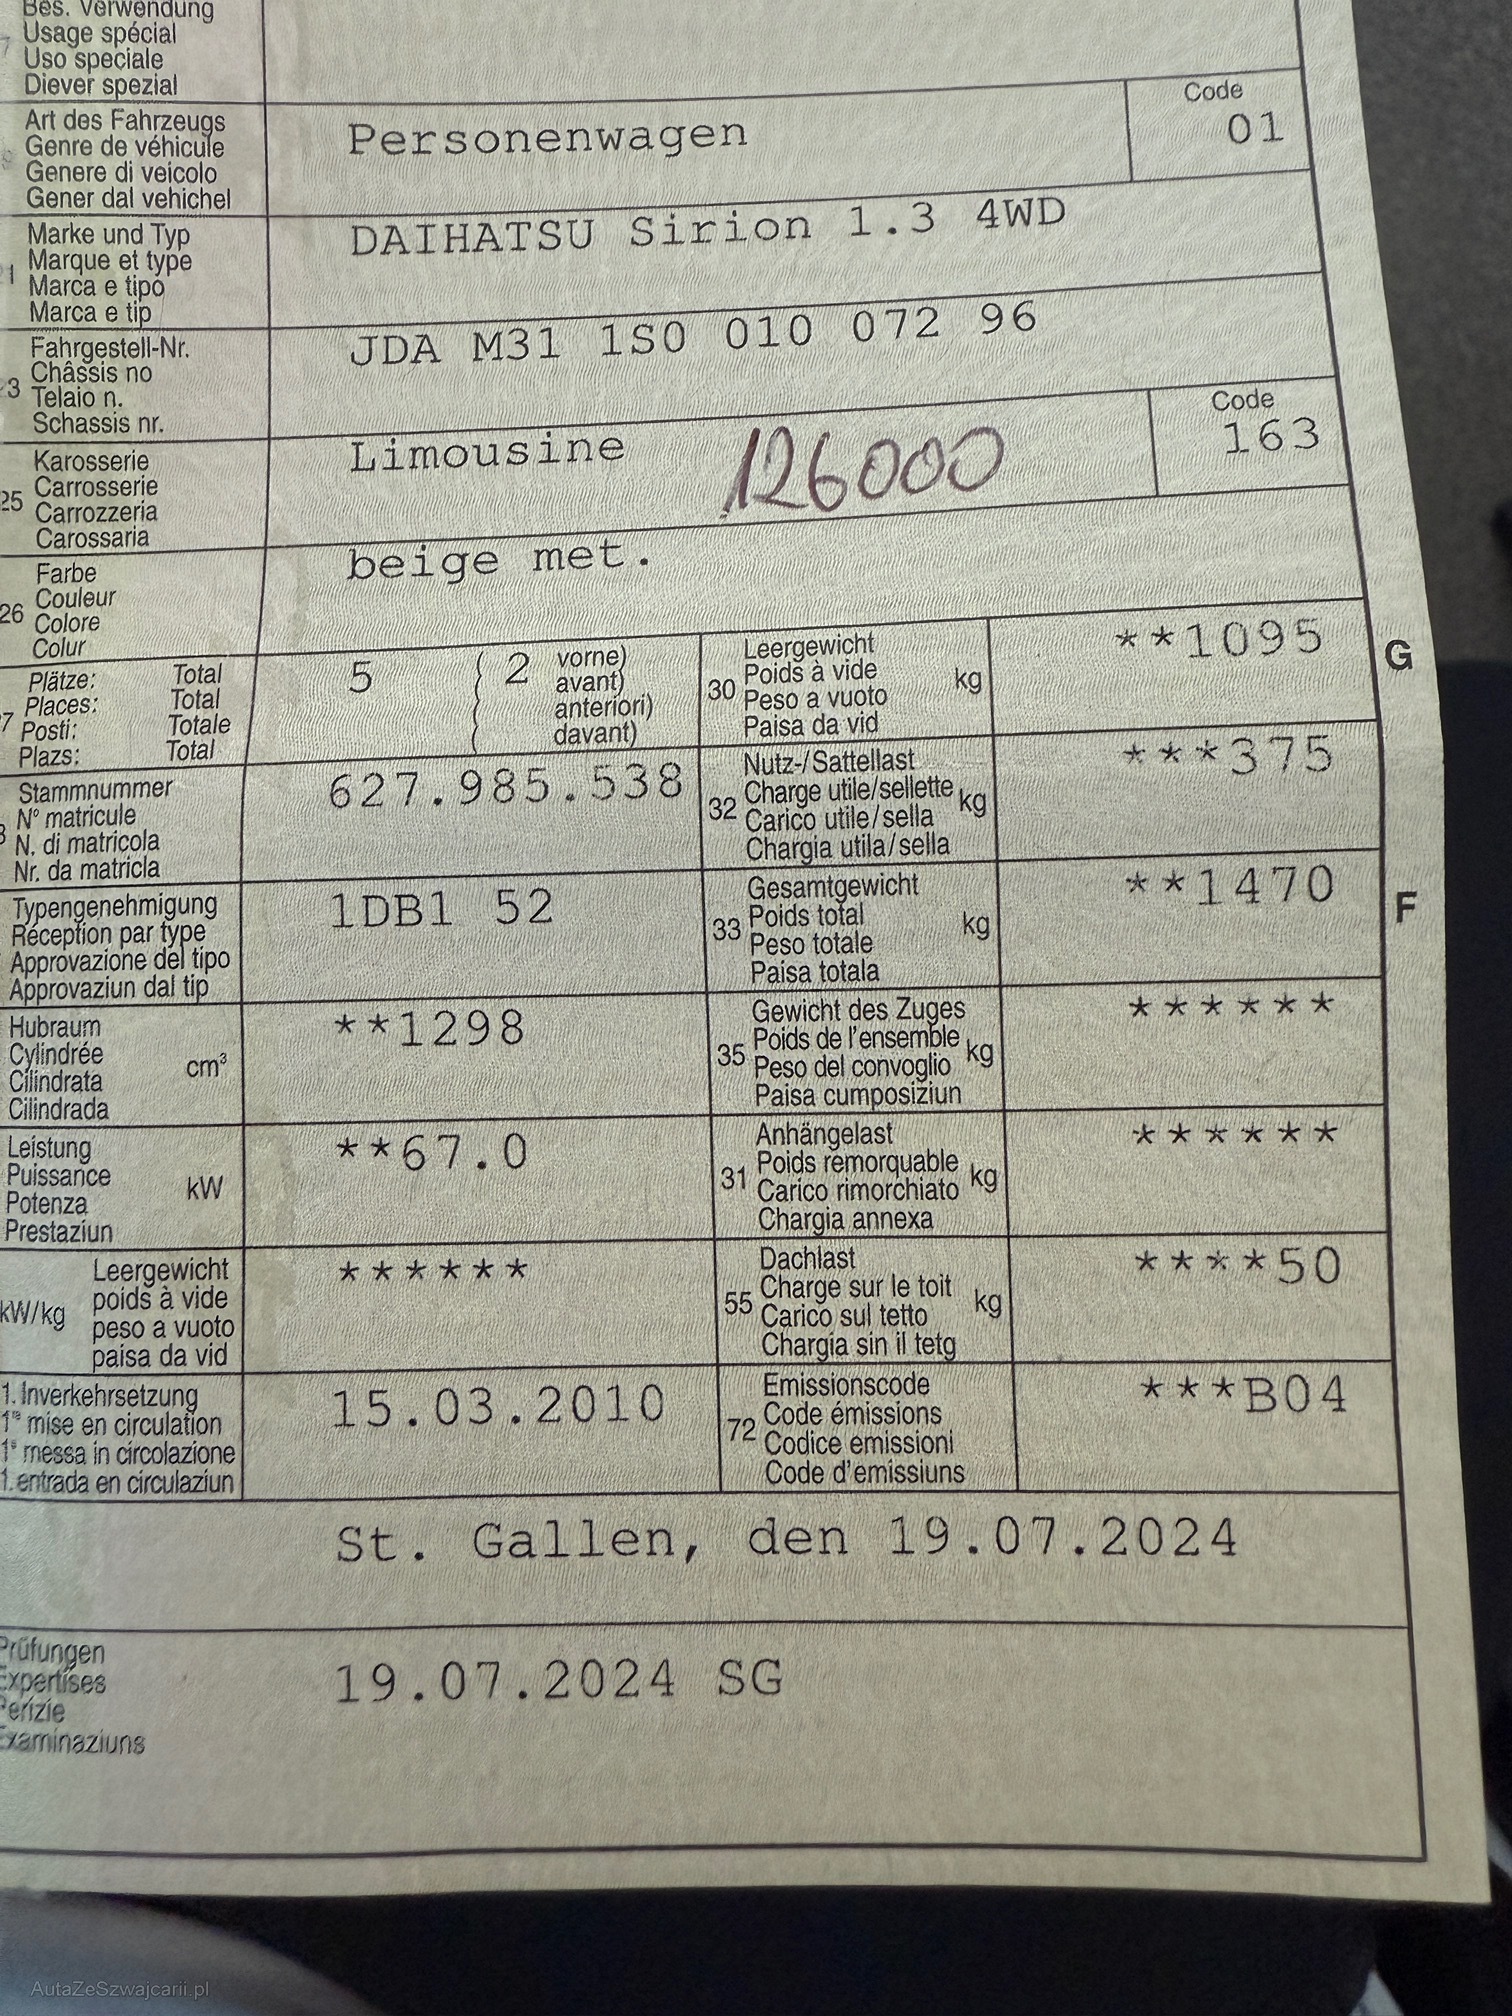 Bes. Verwendung
Usage spécial
Uso speciale
Diever spezial
Art des Fahrzeugs
Genre de véhicule
Genere di veicolo
Gener dal vehichel
Personenwagen
Code
01
Marke und Typ
Marque et type
Marca e tipo
Marca e tip
DAIHATSU Sirion 1.3 4WD
Fahrgestell-Nr.
Châssis no
Telaio n.
Schassis nr.
JDA M31 1S0 010 072 96
25
Karosserie
Carrosserie
Carrozzeria
Carossaria
Limousine
126000
Code
163
26
Farbe
Couleur
Colore
Colur
beige met.
Plätze: Total
Places: Total
Posti: Totale
Plazs: Total
5 ( 2 vorne)
avant)
anteriori)
davant)
30
Leergewicht
Poids à vide
Peso a vuoto
Paisa da vid
kg
**1095
G
Stammnummer
N° matricule
N. di matricola
Nr. da matricla
627.985.538
32
Nutz-/Sattellast
Charge utile/sellette
Carico utile/sella
Chargia utila/sella
kg
***375
Typengenehmigung
Réception par type
Approvazione del tipo
Approvaziun dal tip
1DB1 52
33
Gesamtgewicht
Poids total
Peso totale
Paisa totala
kg
**1470
F
Hubraum
Cylindrée
Cilindrata
Cilindrada
cm³
**1298
35
Gewicht des Zuges
Poids de l'ensemble
Peso del convoglio
Paisa cumposiziun
kg
******
Leistung
Puissance
Potenza
Prestaziun
kW
**67.0
31
Anhängelast
Poids remorquable
Carico rimorchiato
Chargia annexa
kg
******
kW/kg
Leergewicht
poids à vide
peso a vuoto
paisa da vid
******
55
Dachlast
Charge sur le toit
Carico sul tetto
Chargia sin il tetg
kg
****50
1. Inverkehrsetzung
1re mise en circulation
1a messa in circolazione
1. entrada en circulaziun
15.03.2010
72
Emissionscode
Code émissions
Codice emissioni
Code d'emissiuns
***B04
St. Gallen, den 19.07.2024
Prüfungen
Expertises
Perizie
Examinaziuns
19.07.2024 SG
AutaZeSzwajcarii.pl